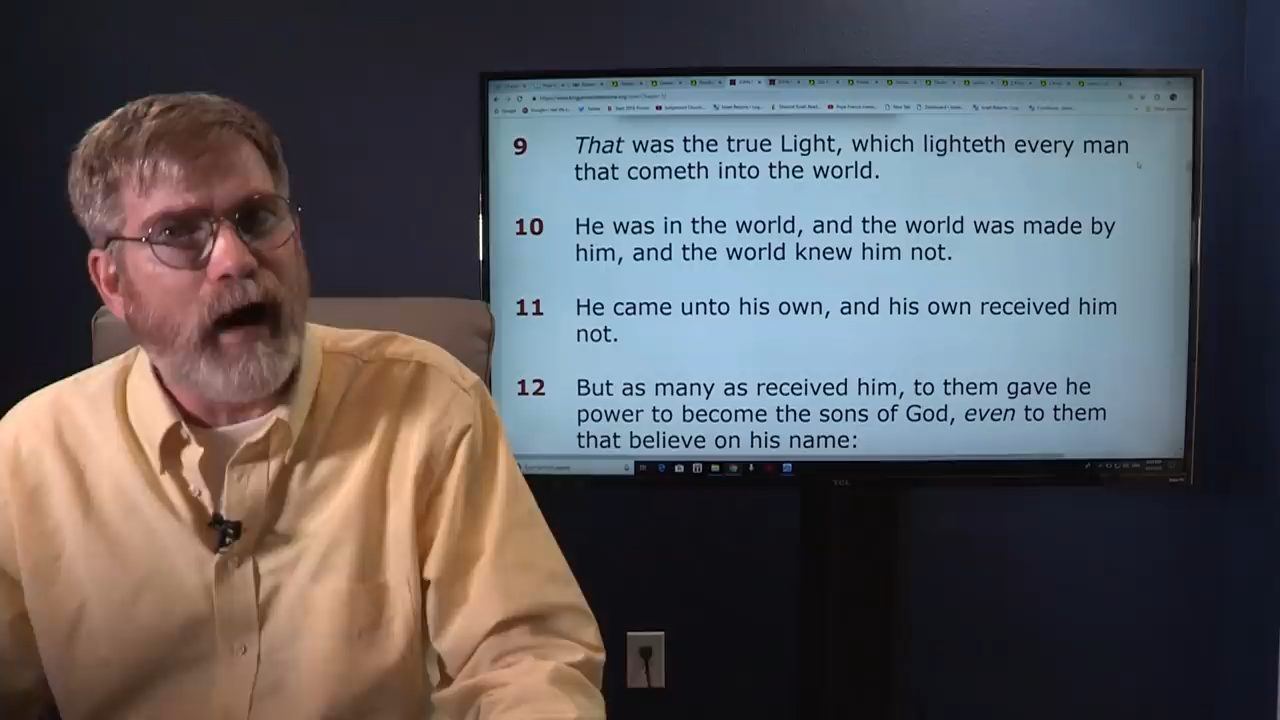 9 That was the true Light, which lighteth every man
that cometh into the world.
10 He was in the world, and the world was made by
him, and the world knew him not.
11 He came unto his own, and his own received him
not.
12 But as many as received him, to them gave he
power to become the sons of God, even to them
that believe on his name:
TCL